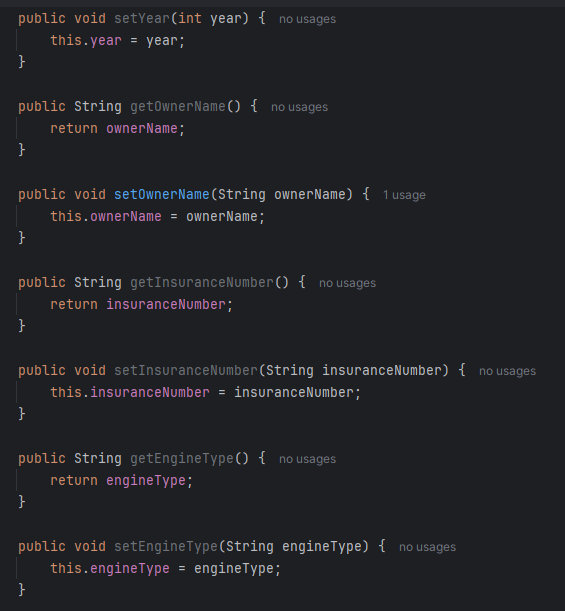 public void setYear(int year) { no usages
    this.year = year;
}

public String getOwnerName() { no usages
    return ownerName;
}

public void setOwnerName(String ownerName) { 1 usage
    this.ownerName = ownerName;
}

public String getInsuranceNumber() { no usages
    return insuranceNumber;
}

public void setInsuranceNumber(String insuranceNumber) { no usages
    this.insuranceNumber = insuranceNumber;
}

public String getEngineType() { no usages
    return engineType;
}

public void setEngineType(String engineType) { no usages
    this.engineType = engineType;
}